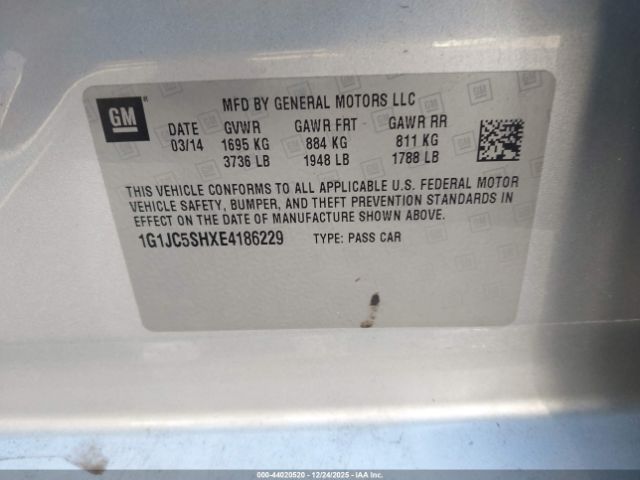 GM
MFD BY GENERAL MOTORS LLC
DATE GVWR GAWR FRT GAWR RR
03/14 1695 KG 884 KG 811 KG
3736 LB 1948 LB 1788 LB
THIS VEHICLE CONFORMS TO ALL APPLICABLE U.S. FEDERAL MOTOR
VEHICLE SAFETY, BUMPER, AND THEFT PREVENTION STANDARDS IN
EFFECT ON THE DATE OF MANUFACTURE SHOWN ABOVE.
1G1JC5SHXE4186229 TYPE: PASS CAR
000-44020520 - 12/24/2025 - COPYRIGHT IAA, LLC.